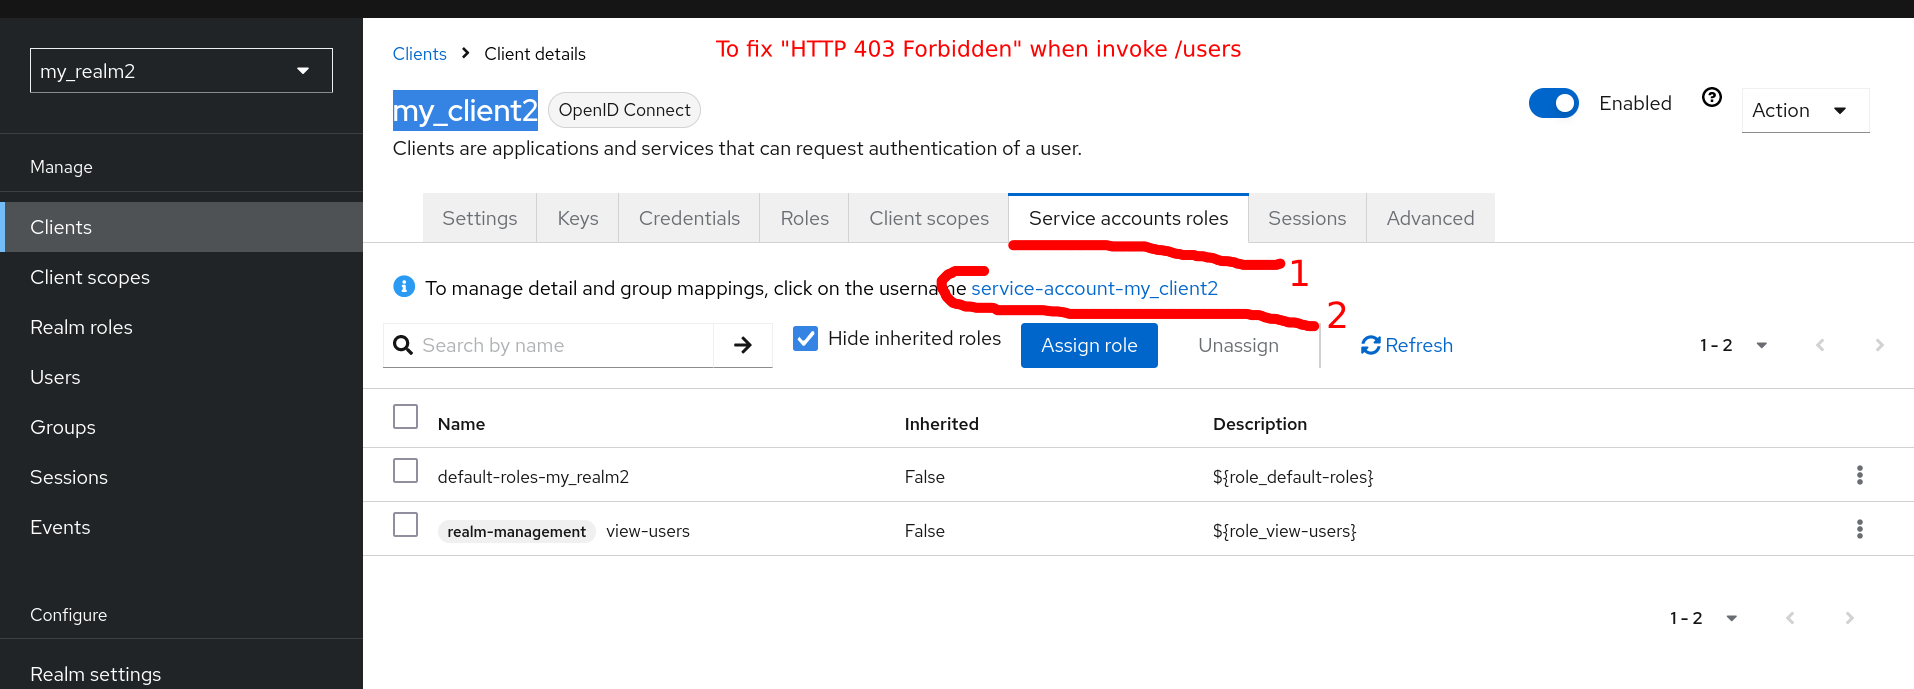 my_realm2
Manage
Clients
Client scopes
Realm roles
Users
Groups
Sessions
Events
Configure
Realm settings
Clients > Client details
To fix "HTTP 403 Forbidden" when invoke /users
my_client2 OpenID Connect
Enabled
Action
Clients are applications and services that can request authentication of a user.
Settings Keys Credentials Roles Client scopes Service accounts roles Sessions Advanced
1
To manage detail and group mappings, click on the username service-account-my_client2
2
Search by name
Hide inherited roles
Assign role
Unassign
Refresh
1 - 2
Name Inherited Description
default-roles-my_realm2 False ${role_default-roles}
realm-management view-users False ${role_view-users}
1 - 2